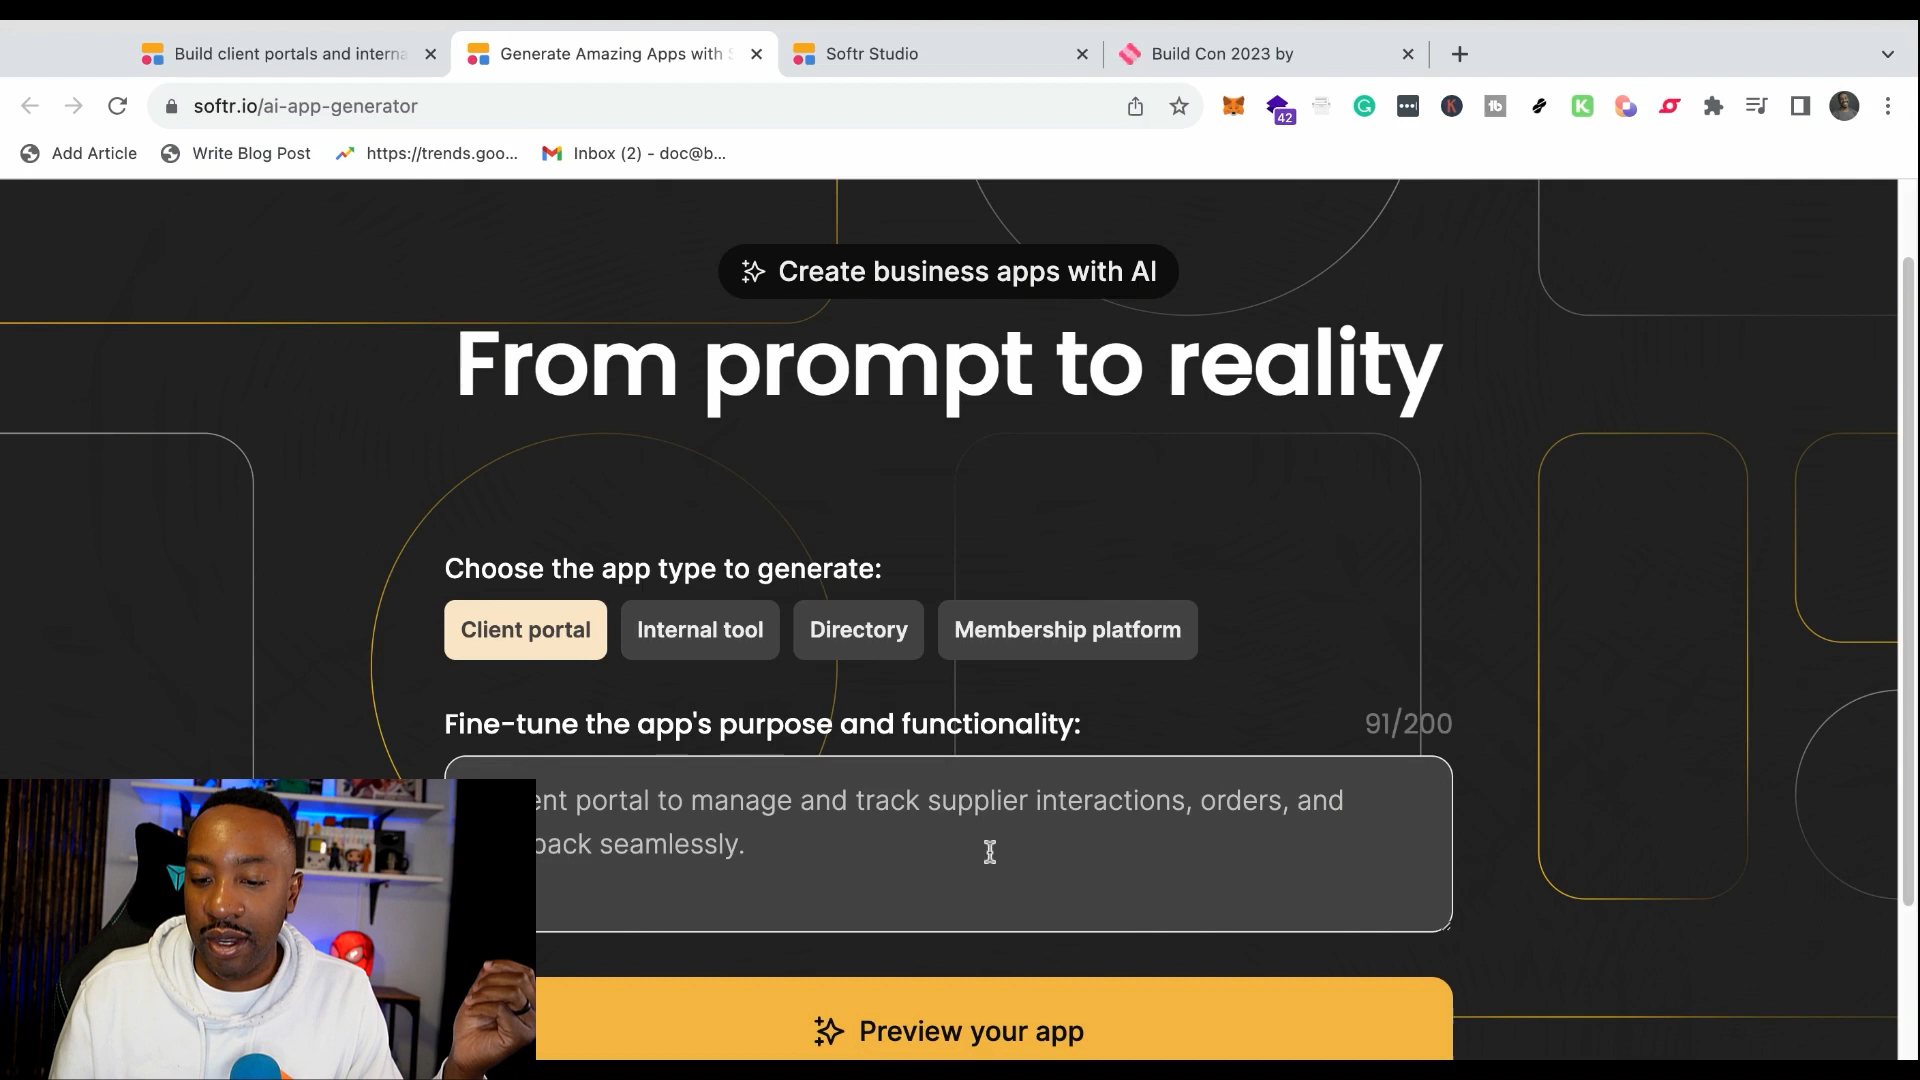 Build client portals and interna
Generate Amazing Apps with
Softr Studio
Build Con 2023 by
softr.io/ai-app-generator
42
Add Article
Write Blog Post
https://trends.goo...
Inbox (2) - doc@b...
Create business apps with AI
From prompt to reality
Choose the app type to generate:
Client portal
Internal tool
Directory
Membership platform
Fine-tune the app's purpose and functionality:
91/200
portal to manage and track supplier interactions, orders, and
seamlessly.
Preview your app